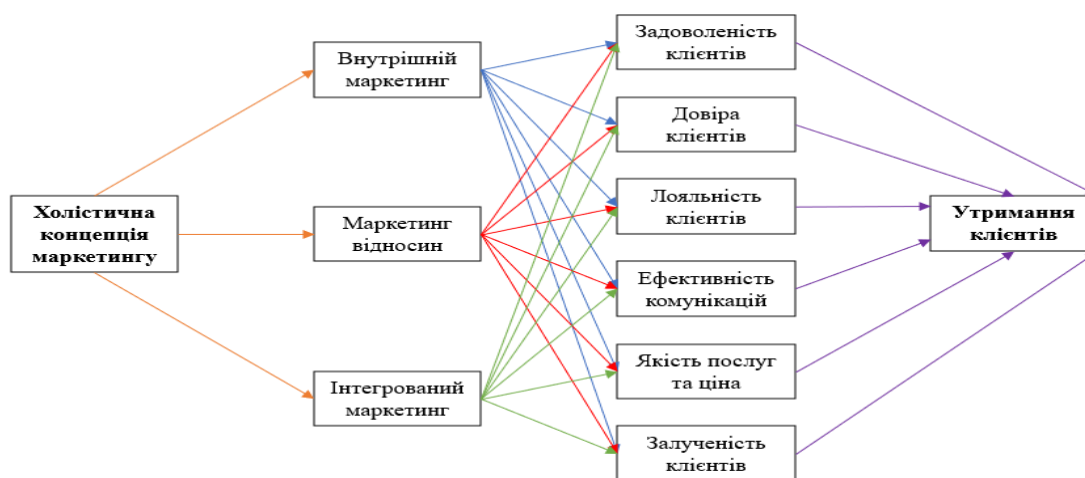 Холістична
концепція
маркетингу
Внутрішній
маркетинг
Маркетинг
відносин
Інтегрований
маркетинг
Задоволеність
клієнтів
Довіра
клієнтів
Лояльність
клієнтів
Ефективність
комунікацій
Якість послуг
та ціна
Залученість
клієнтів
Утримання
клієнтів